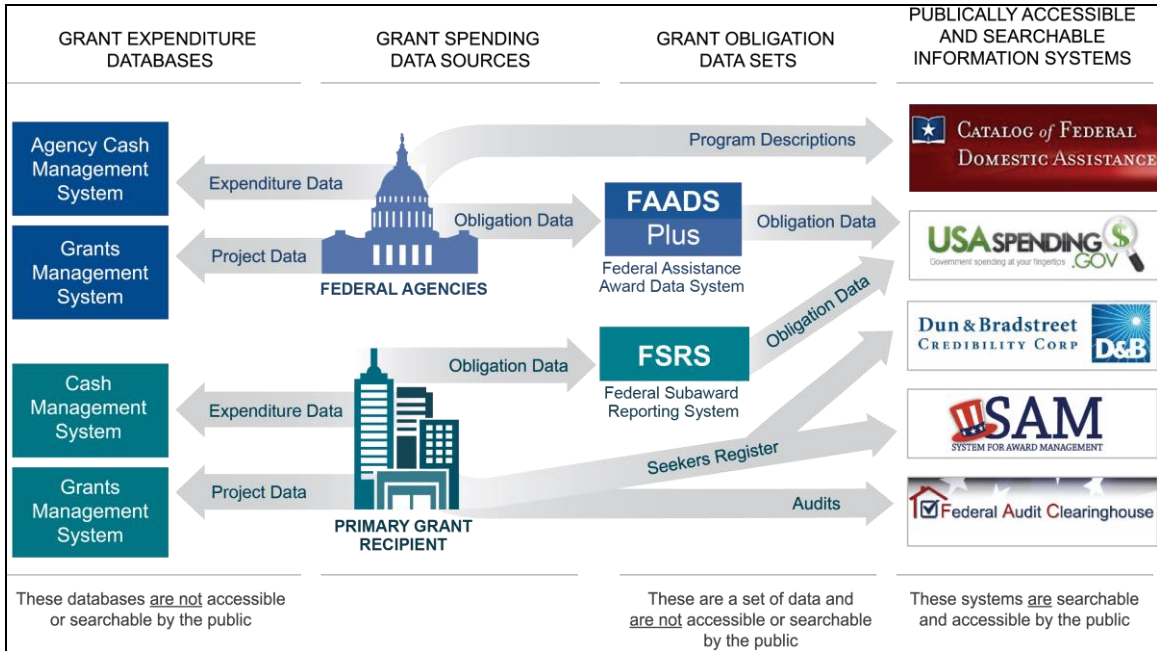 GRANT EXPENDITURE
DATABASES
GRANT SPENDING
DATA SOURCES
GRANT OBLIGATION
DATA SETS
PUBLICALLY ACCESSIBLE
AND SEARCHABLE
INFORMATION SYSTEMS
Agency Cash
Management
System
Grants
Management
System
Cash
Management
System
Grants
Management
System
Expenditure Data
Project Data
Expenditure Data
Project Data
FEDERAL AGENCIES
PRIMARY GRANT
RECIPIENT
Program Descriptions
Obligation Data
FAADS
Plus
Federal Assistance
Award Data System
Obligation Data
Obligation Data
FSRS
Federal Subaward
Reporting System
Obligation Data
Seekers Register
Audits
CATALOG of FEDERAL
DOMESTIC ASSISTANCE
USASPENDING
.GOV
$
Government spending at your fingertips
Dun & Bradstreet
CREDIBILITY CORP
D&B
SAM
SYSTEM FOR AWARD MANAGEMENT
Federal Audit Clearinghouse
These databases are not accessible
or searchable by the public
These are a set of data and
are not accessible or searchable
by the public
These systems are searchable
and accessible by the public